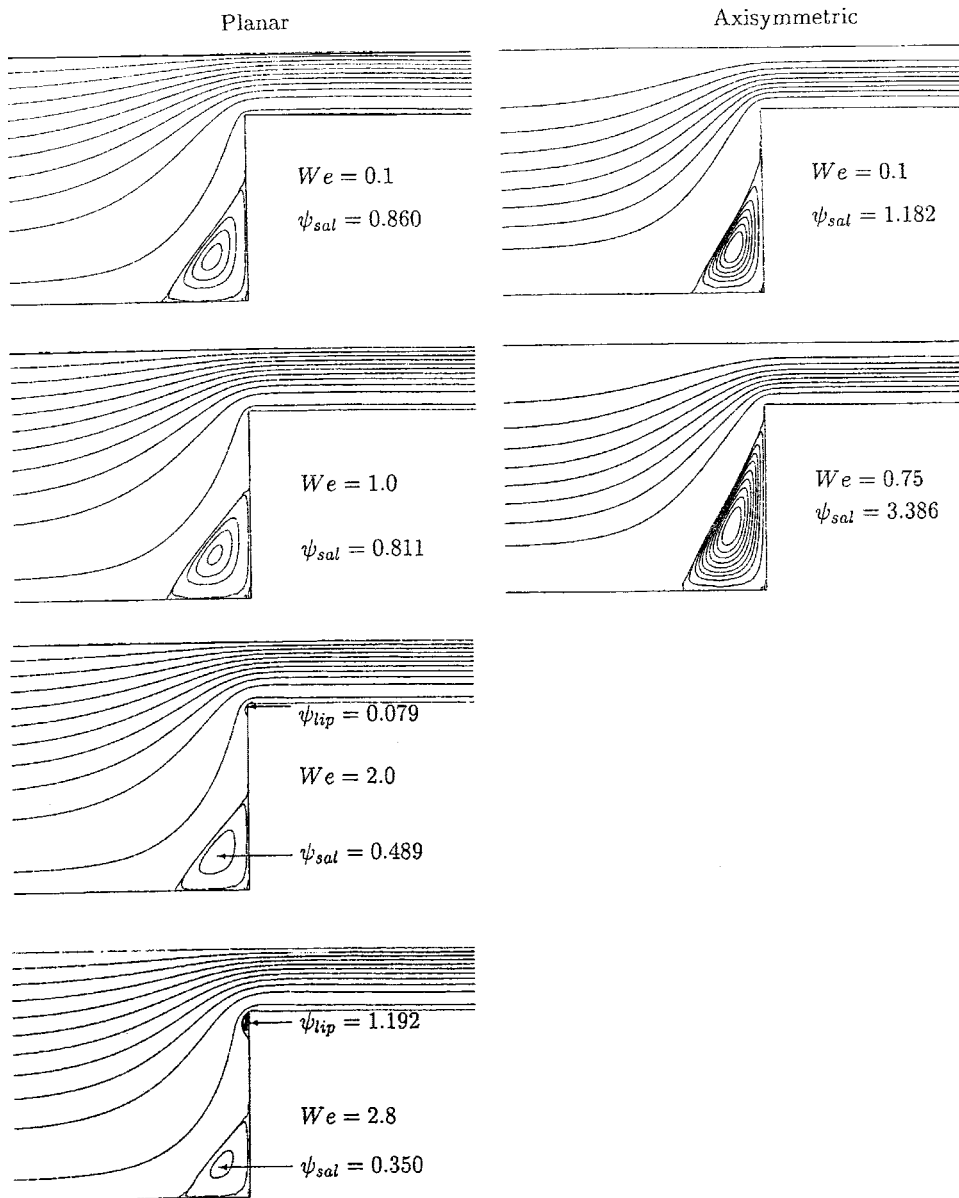 Planar
Axisymmetric
We = 0.1
ψsal = 0.860
We = 0.1
ψsal = 1.182
We = 1.0
ψsal = 0.811
We = 0.75
ψsal = 3.386
ψlip = 0.079
We = 2.0
ψsal = 0.489
ψlip = 1.192
We = 2.8
ψsal = 0.350